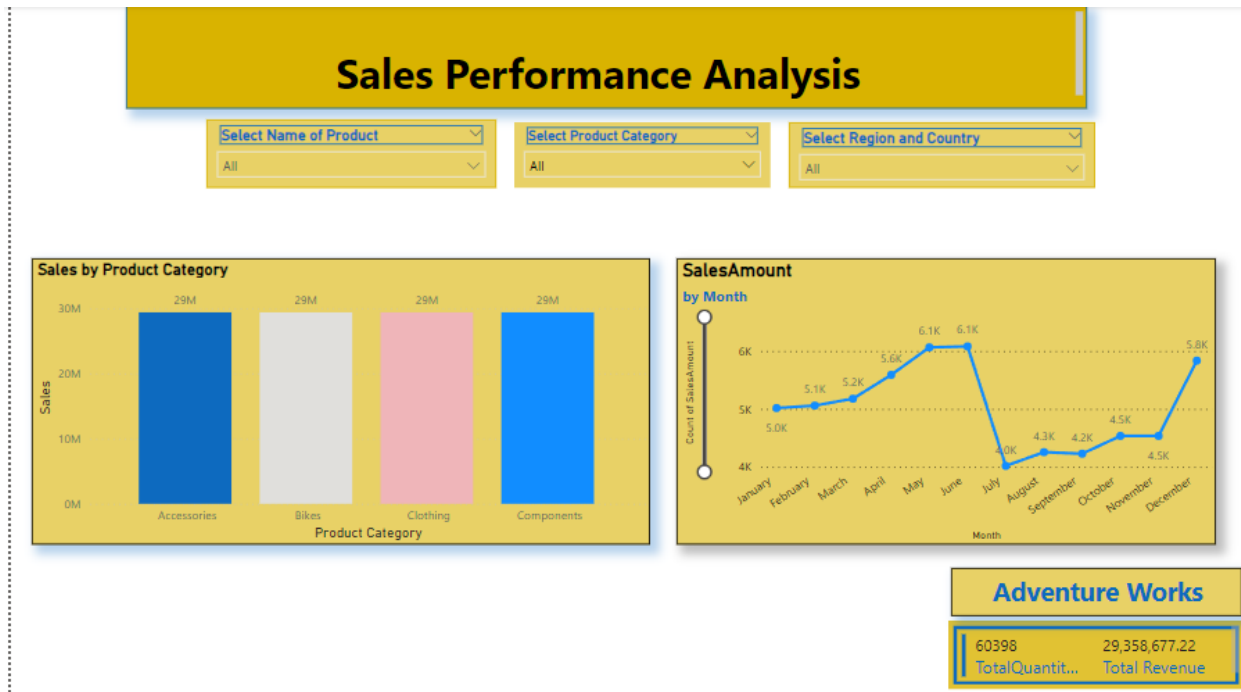 Sales Performance Analysis
Select Name of Product
All
Select Product Category
All
Select Region and Country
All
Sales by Product Category
Sales
30M
20M
10M
0M
29M
29M
29M
29M
Accessories
Bikes
Clothing
Components
Product Category
SalesAmount
by Month
Count of SalesAmount
6K
5K
4K
5.0K
5.1K
5.2K
5.6K
6.1K
6.1K
4.0K
4.3K
4.2K
4.5K
4.5K
5.8K
January
February
March
April
May
June
July
August
September
October
November
December
Month
Adventure Works
60398
TotalQuantit...
29,358,677.22
Total Revenue